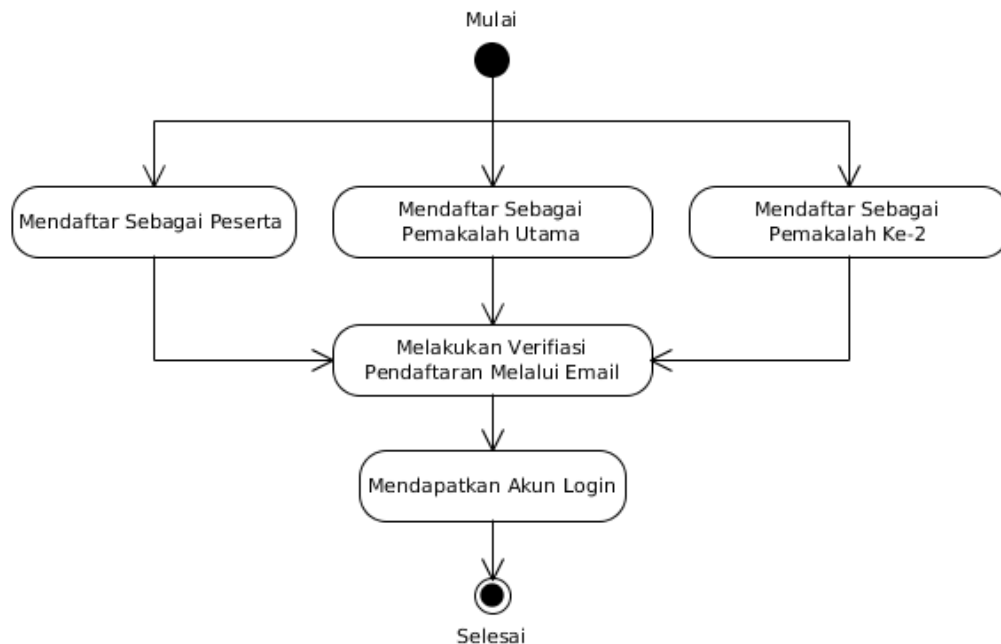 Mulai
Mendaftar Sebagai Peserta
Mendaftar Sebagai
Pemakalah Utama
Mendaftar Sebagai
Pemakalah Ke-2
Melakukan Verifiasi
Pendaftaran Melalui Email
Mendapatkan Akun Login
Selesai